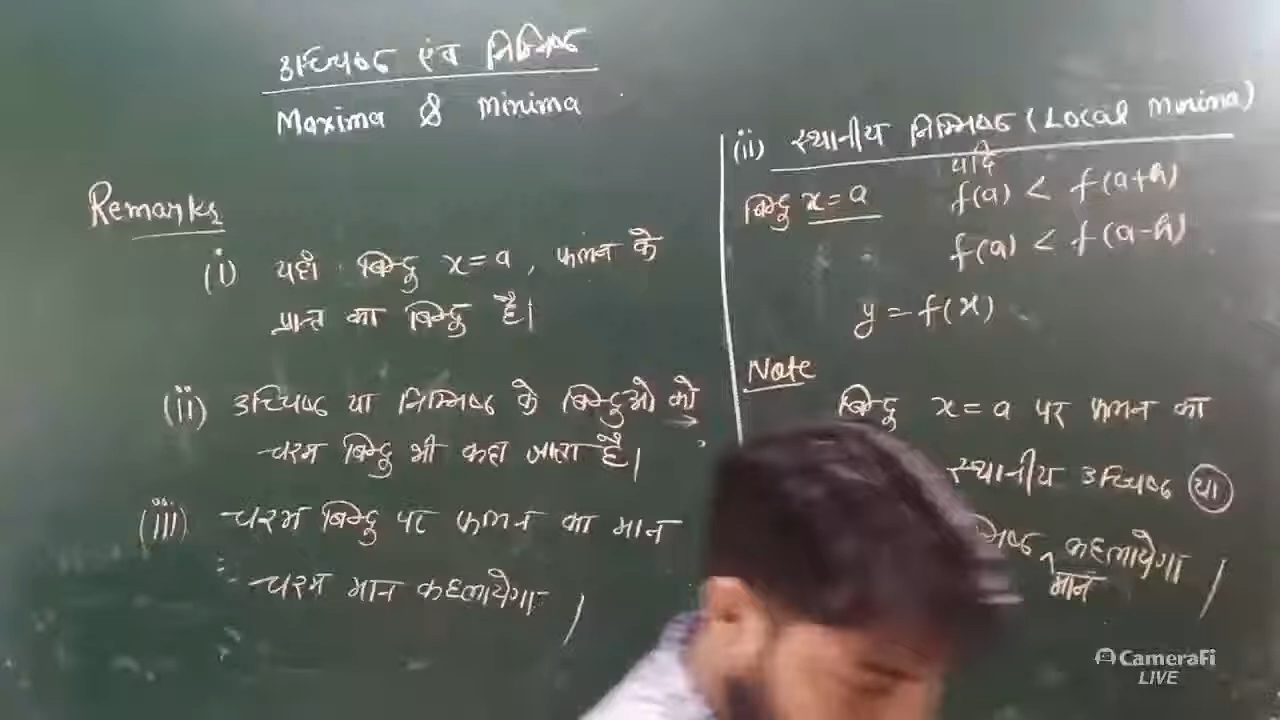 उच्चिष्ठ एवं निम्निष्ठ
Maxima & Minima
Remarks
(i) यहाँ बिन्दु x = a, फलन के
प्रान्त का बिन्दु है।
(ii) उच्चिष्ठ या निम्निष्ठ के बिन्दुओ को
चरम बिन्दु भी कहा जाता है।
(iii) चरम बिन्दु पर फलन का मान
चरम मान कहलायेगा /
(ii) स्थानीय निम्निष्ठ (Local Minima)
यदि
बिन्दु x = a f(a) < f(a+h)
f(a) < f(a-h)
y = f(x)
Note
बिन्दु x = a पर फलन का
स्थानीय उच्चिष्ठ या
कहलायेगा /
मान
CameraFi
LIVE